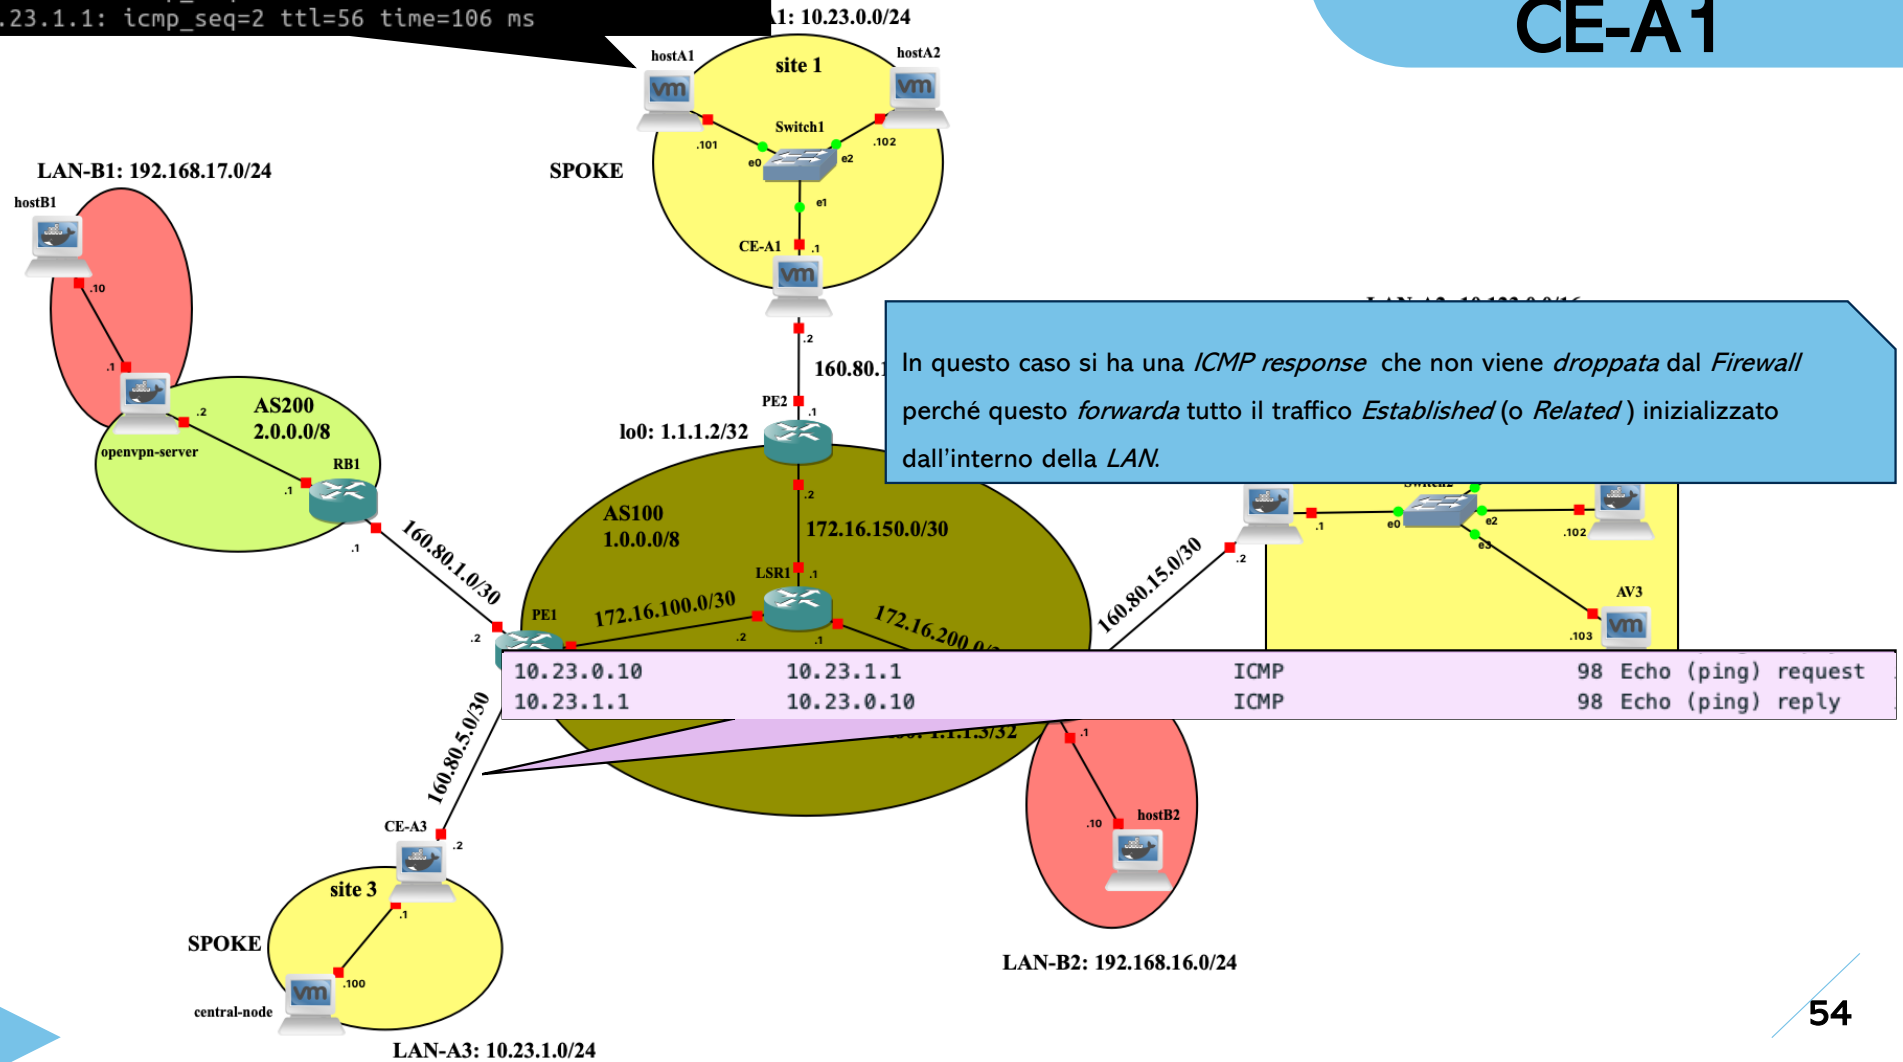 .23.1.1: icmp_seq=2 ttl=56 time=106 ms
A1: 10.23.0.0/24
CE-A1
hostA1
hostA2
site 1
Switch1
.101
.102
e0
e2
SPOKE
e1
CE-A1
.1
.2
LAN-B1: 192.168.17.0/24
hostB1
.10
.1
.2
AS200
2.0.0.0/8
openvpn-server
RB1
.1
.1
160.80.1.0/30
.2
PE1
160.80.1
PE2
.1
lo0: 1.1.1.2/32
In questo caso si ha una ICMP response che non viene droppata dal Firewall
perché questo forwarda tutto il traffico Established (o Related ) inizializzato
dall'interno della LAN.
AS100
1.0.0.0/8
.2
172.16.150.0/30
LSR1
.1
172.16.100.0/30
.2
.1
172.16.200.0/
160.80.15.0/30
.2
.1
e0
e2
e3
.102
AV3
.103
10.23.0.10 10.23.1.1 ICMP 98 Echo (ping) request
10.23.1.1 10.23.0.10 ICMP 98 Echo (ping) reply
160.80.5.0/30
CE-A3
.2
site 3
.1
SPOKE
.100
central-node
LAN-A3: 10.23.1.0/24
.1
.10
hostB2
LAN-B2: 192.168.16.0/24
54